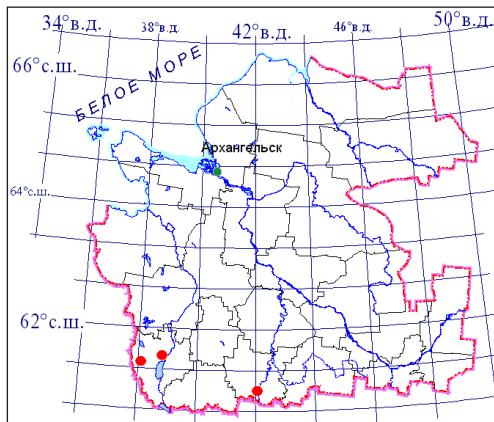 34°в.д.
38°в.д.
42°в.д.
46°в.д.
50°в.д.
66°с.ш.
БЕЛОЕ МОРЕ
Архангельск
64°с.ш.
62°с.ш.